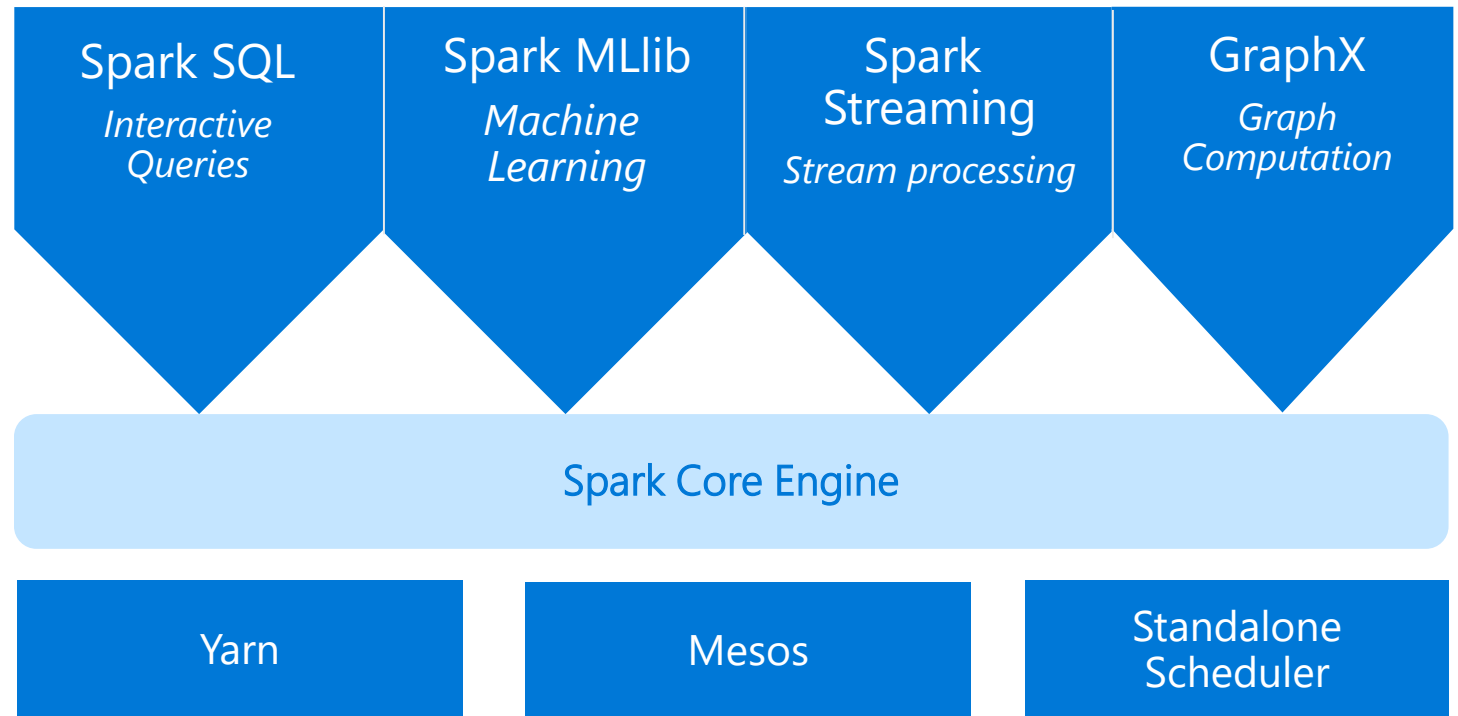 Spark SQL
Interactive
Queries
Spark MLlib
Machine
Learning
Spark
Streaming
Stream processing
GraphX
Graph
Computation
Spark Core Engine
Yarn
Mesos
Standalone
Scheduler